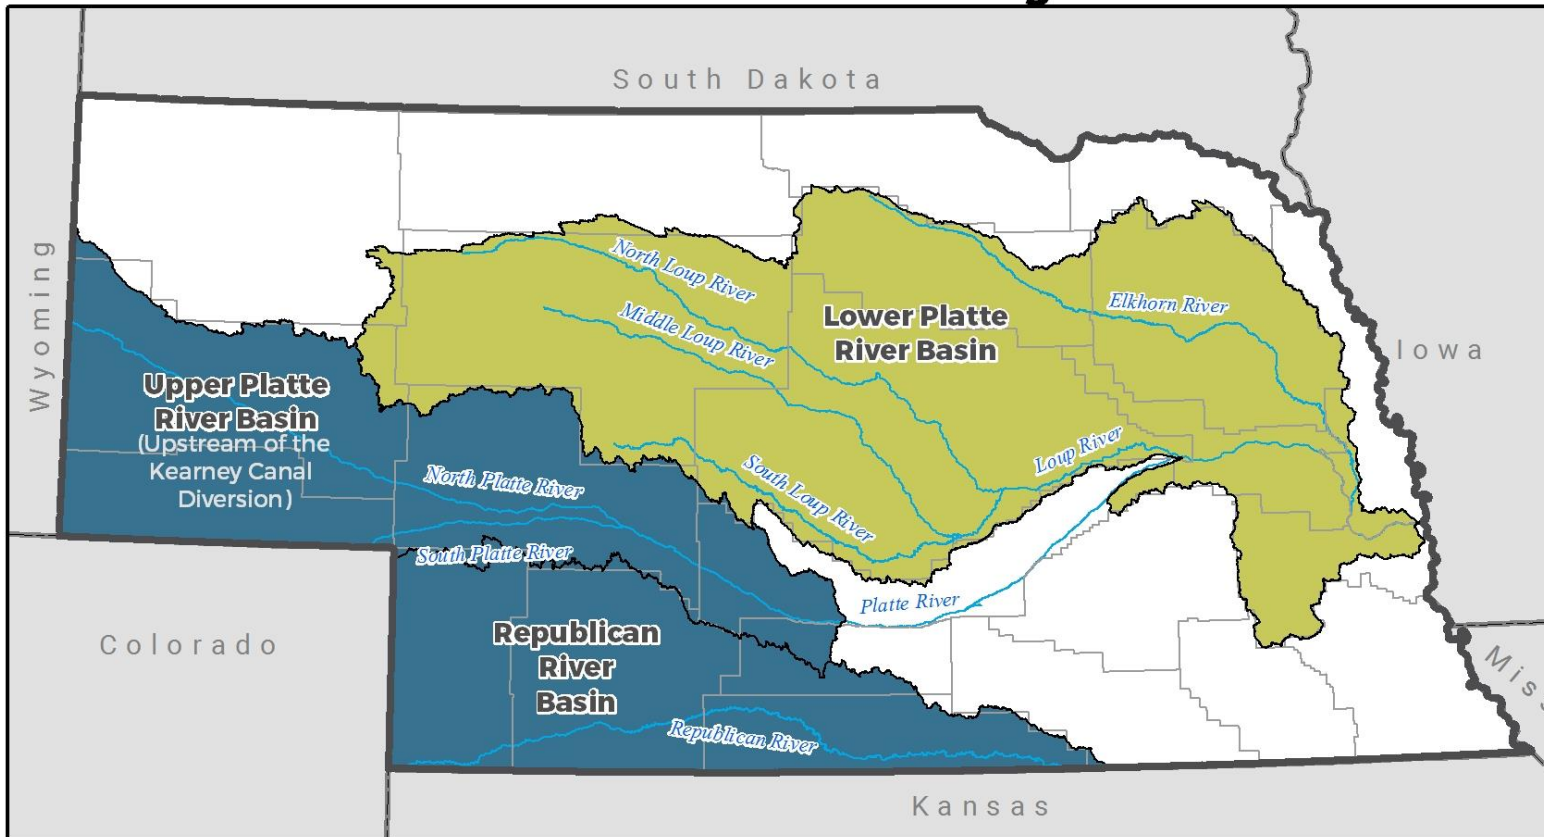 South Dakota
Wyoming
North Loup River
Middle Loup River
Lower Platte
River Basin
Elkhorn River
Iowa
Upper Platte
River Basin
(Upstream of the
Kearney Canal
Diversion)
North Platte River
South Loup River
Loup River
South Platte River
Platte River
Colorado
Republican
River
Basin
Republican River
Kansas